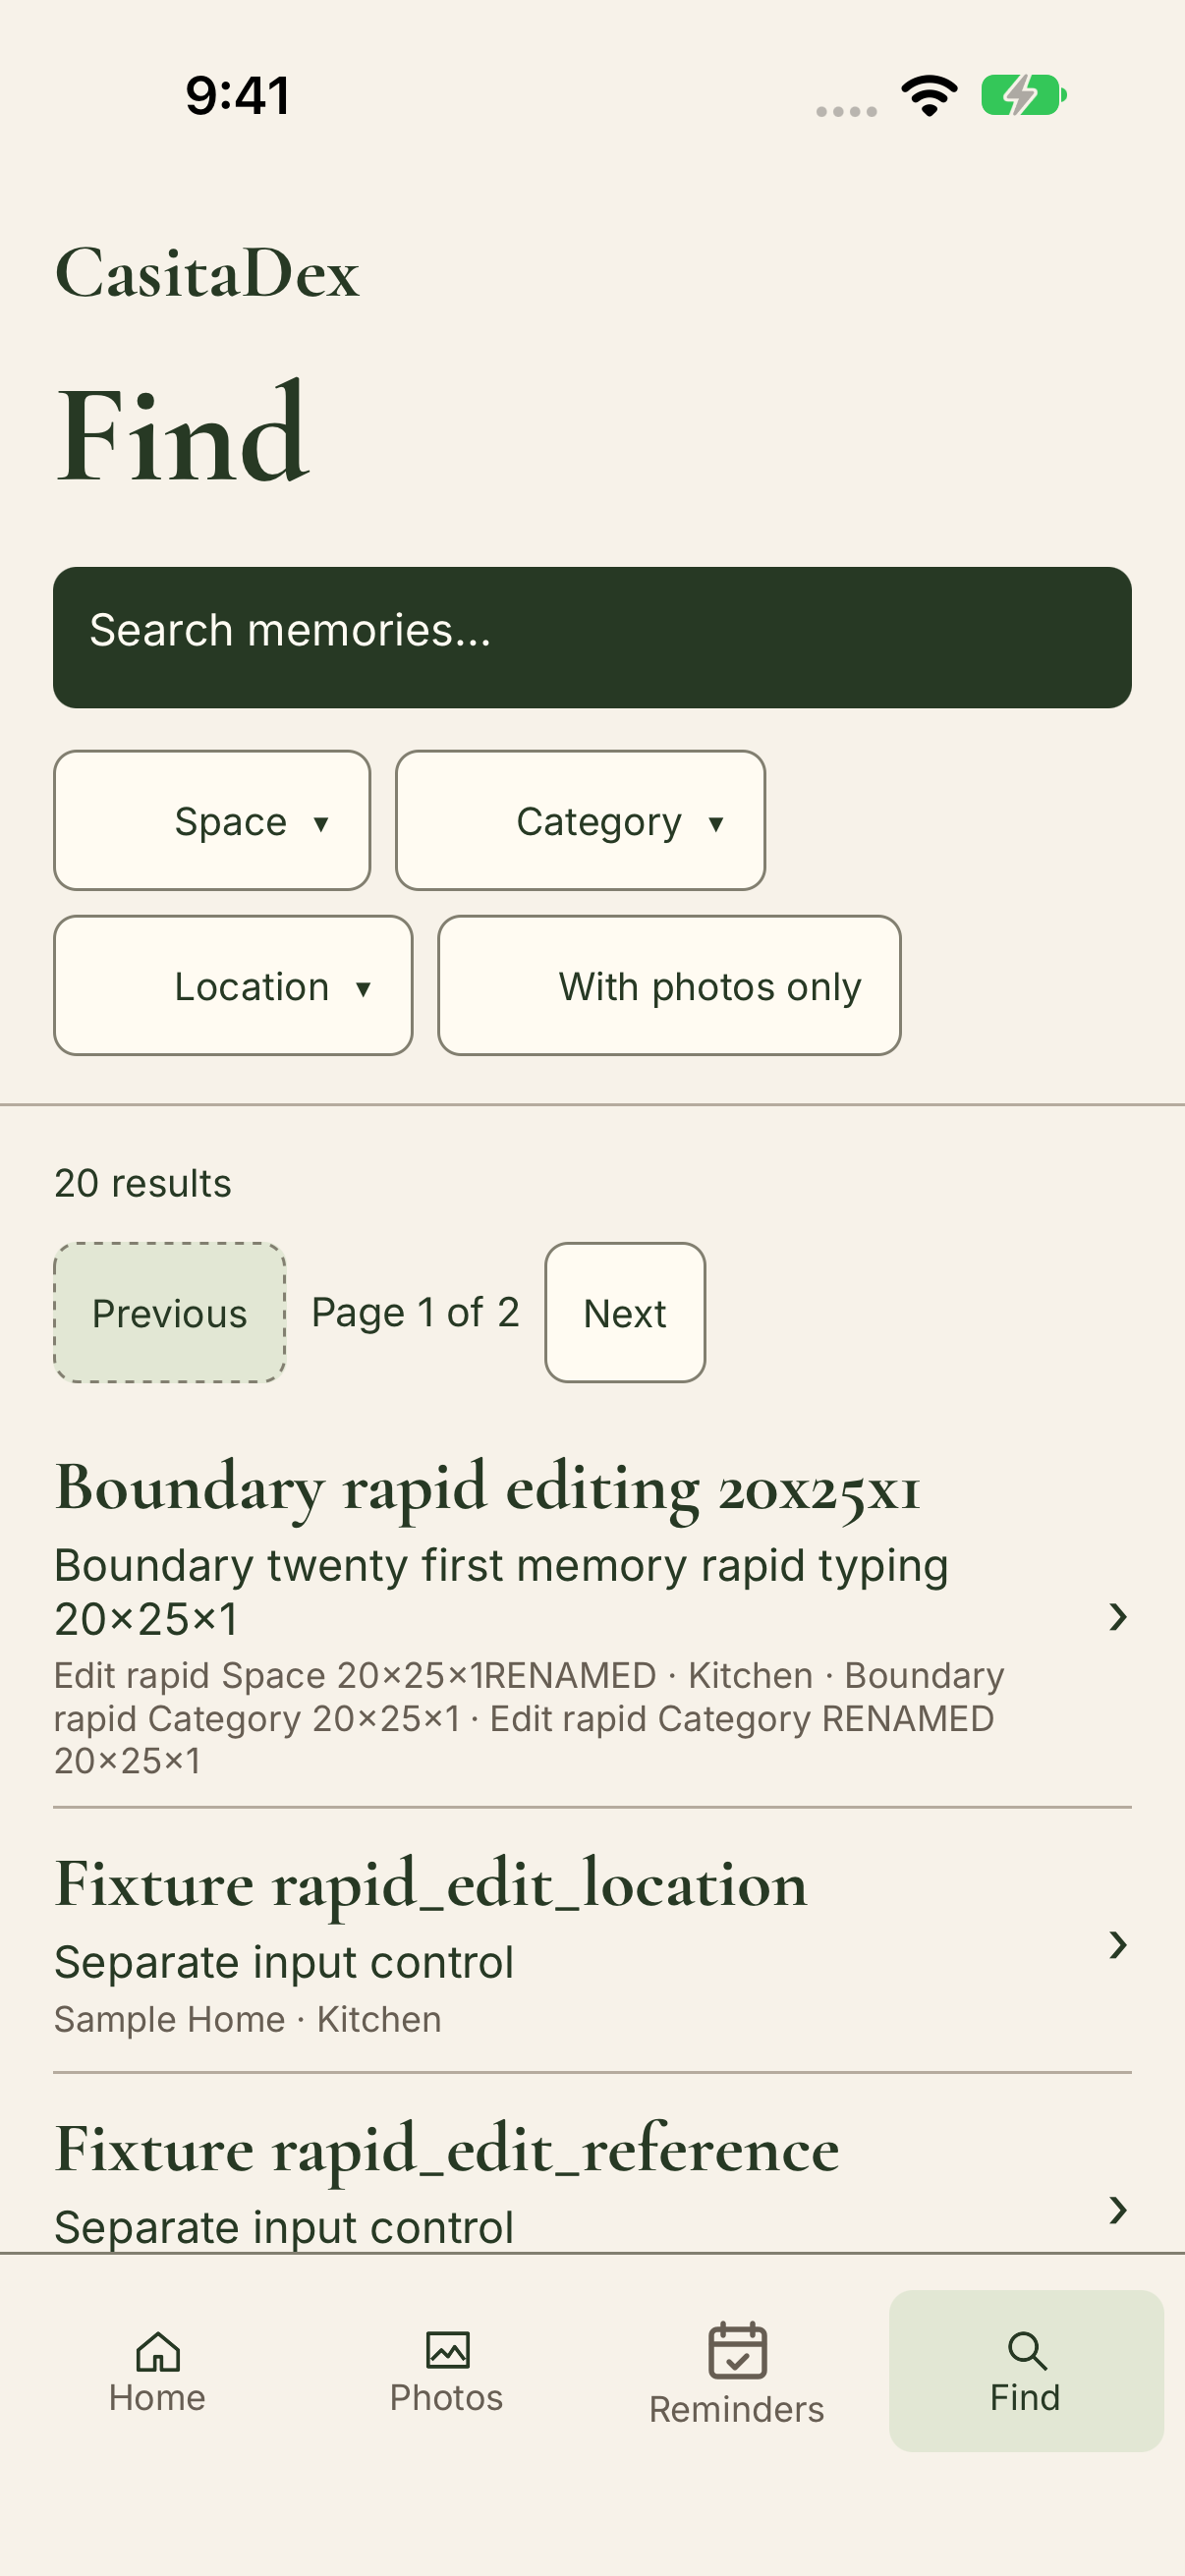 9:41
CasitaDex
Find
Search memories...
Space ▾
Category ▾
Location ▾
With photos only
20 results
Previous
Page 1 of 2
Next
Boundary rapid editing 20x25x1
Boundary twenty first memory rapid typing
20×25×1
Edit rapid Space 20×25×1RENAMED · Kitchen · Boundary
rapid Category 20×25×1 · Edit rapid Category RENAMED
20×25×1
Fixture rapid_edit_location
Separate input control
Sample Home · Kitchen
Fixture rapid_edit_reference
Separate input control
Home
Photos
Reminders
Find